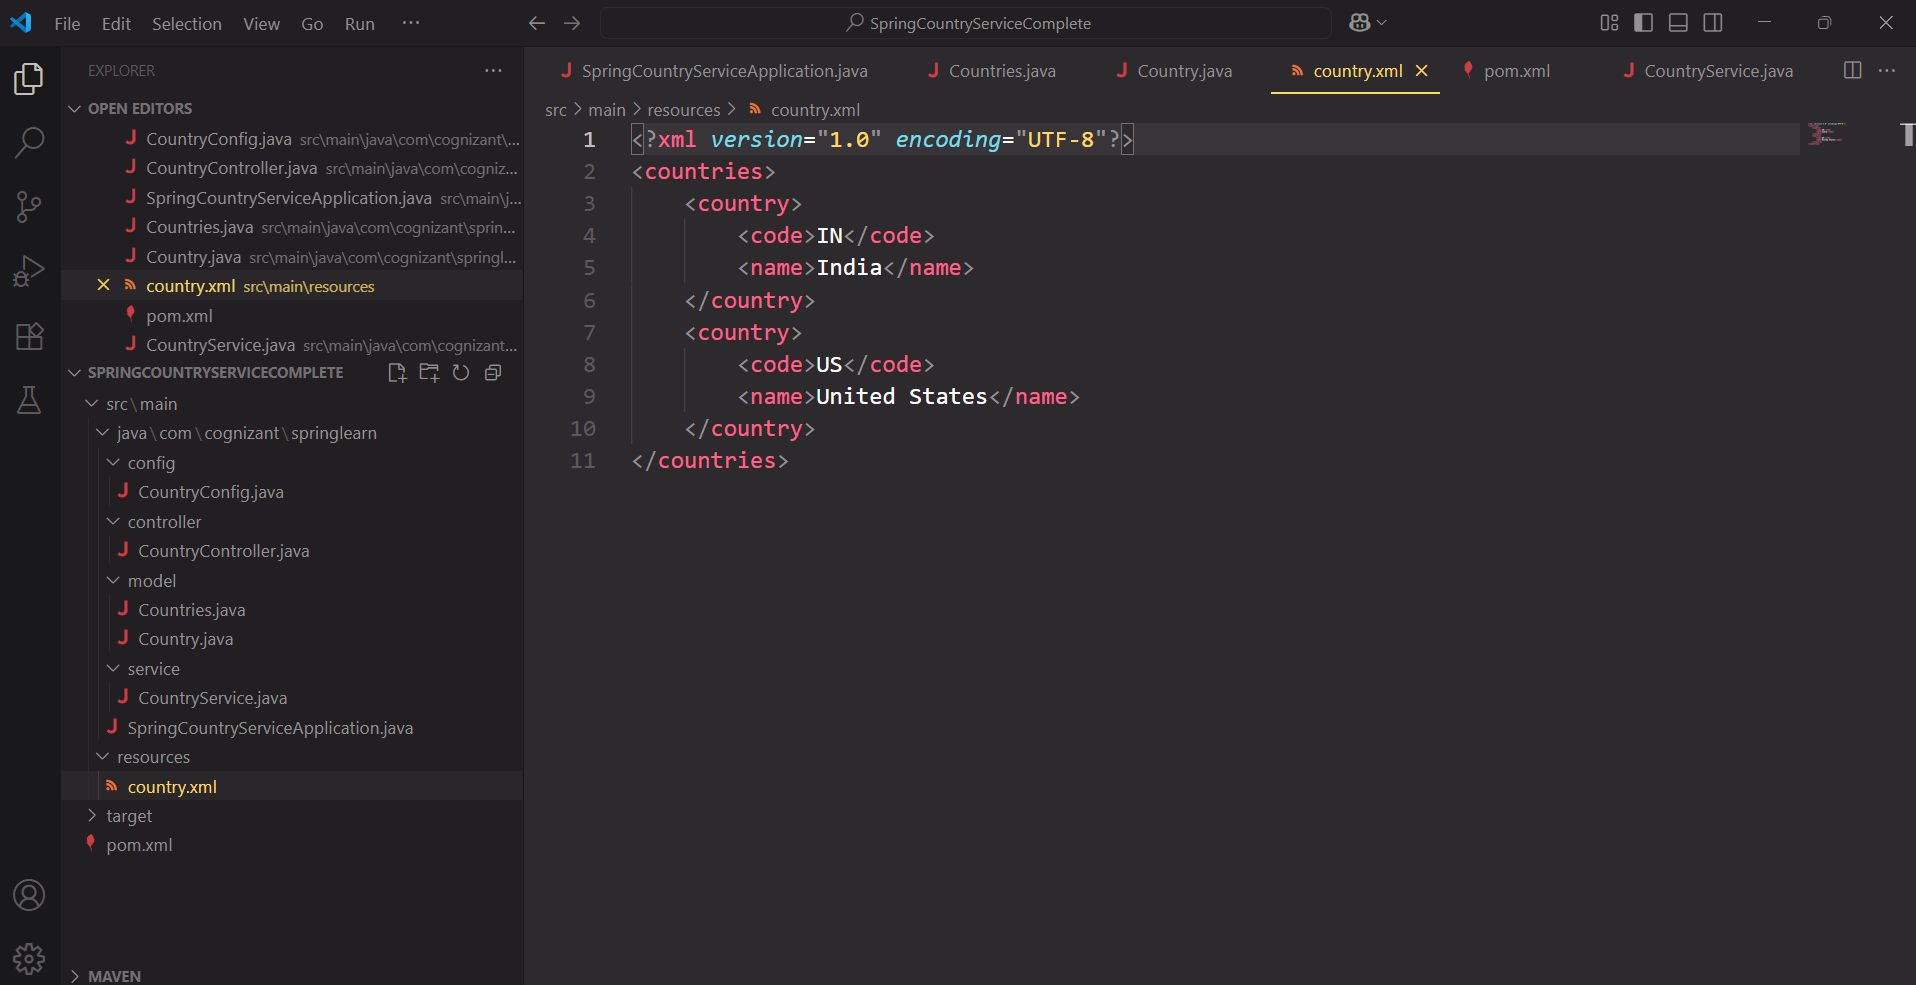 File Edit Selection View Go Run ···
SpringCountryServiceComplete
EXPLORER
OPEN EDITORS
CountryConfig.java src\main\java\com\cognizant\...
CountryController.java src\main\java\com\cogniz...
SpringCountryServiceApplication.java src\main\j...
Countries.java src\main\java\com\cognizant\sprin...
Country.java src\main\java\com\cognizant\springl...
country.xml src\main\resources
pom.xml
CountryService.java src\main\java\com\cognizant...
SPRINGCOUNTRYSERVICECOMPLETE
src\main
java\com\cognizant\springlearn
config
CountryConfig.java
controller
CountryController.java
model
Countries.java
Country.java
service
CountryService.java
SpringCountryServiceApplication.java
resources
country.xml
target
pom.xml
MAVEN
SpringCountryServiceApplication.java Countries.java Country.java country.xml pom.xml CountryService.java
src > main > resources > country.xml
1 <?xml version="1.0" encoding="UTF-8"?>
2 <countries>
3 <country>
4 <code>IN</code>
5 <name>India</name>
6 </country>
7 <country>
8 <code>US</code>
9 <name>United States</name>
10 </country>
11 </countries>